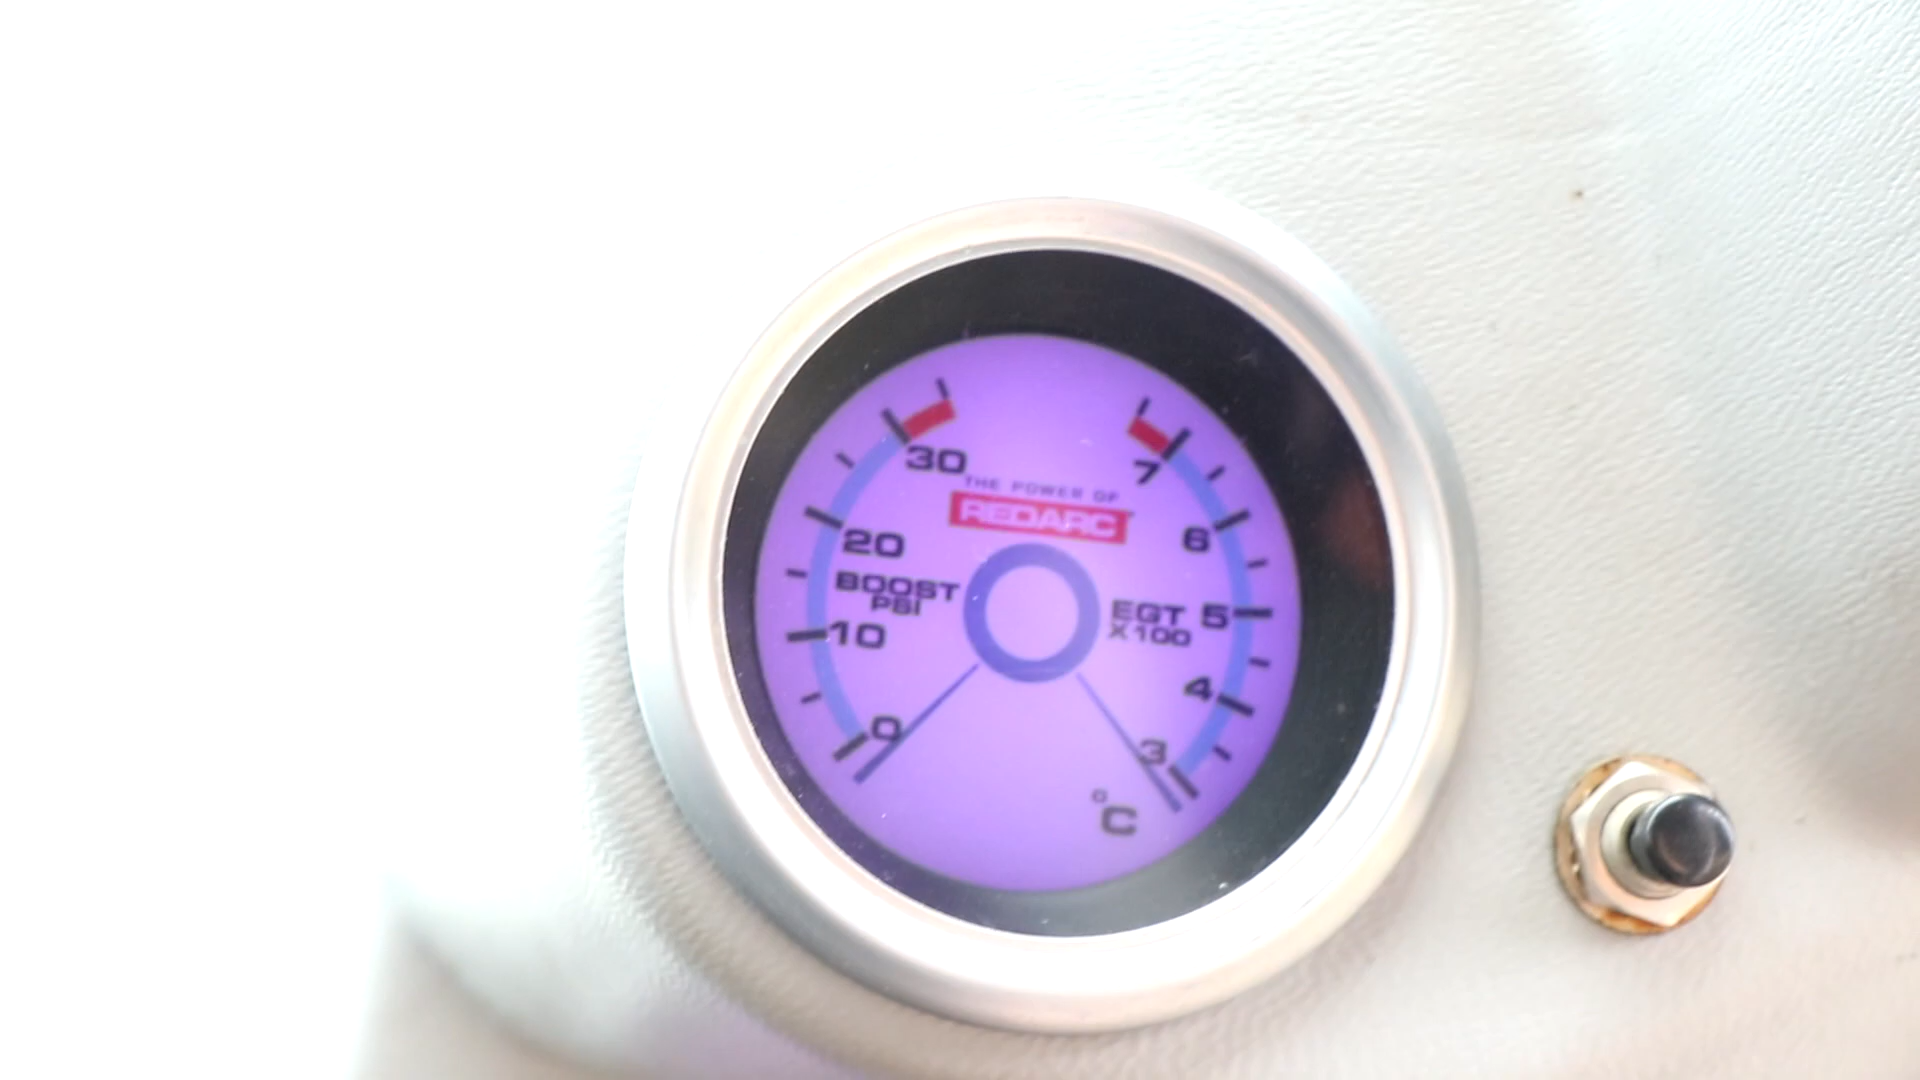 30
7
THE POWER OF
REDARC
20
6
BOOST
PSI
EGT
X100
5
10
4
0
3
°C